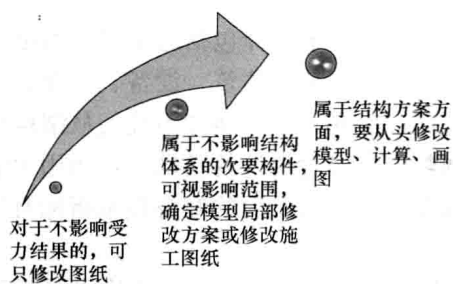 对于不影响受
力结果的，可
只修改图纸
属于不影响结构
体系的次要构件，
可视影响范围，
确定模型局部修
改方案或修改施
工图纸
属于结构方案方
面，要从头修改
模型、计算、画
图